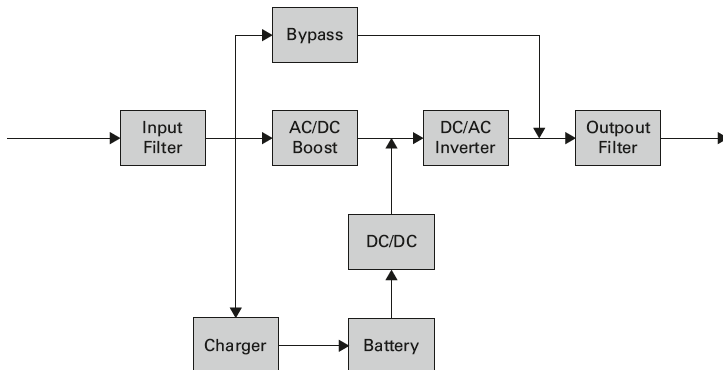 Bypass
Input
Filter
AC/DC
Boost
DC/AC
Inverter
Outpout
Filter
DC/DC
Charger
Battery